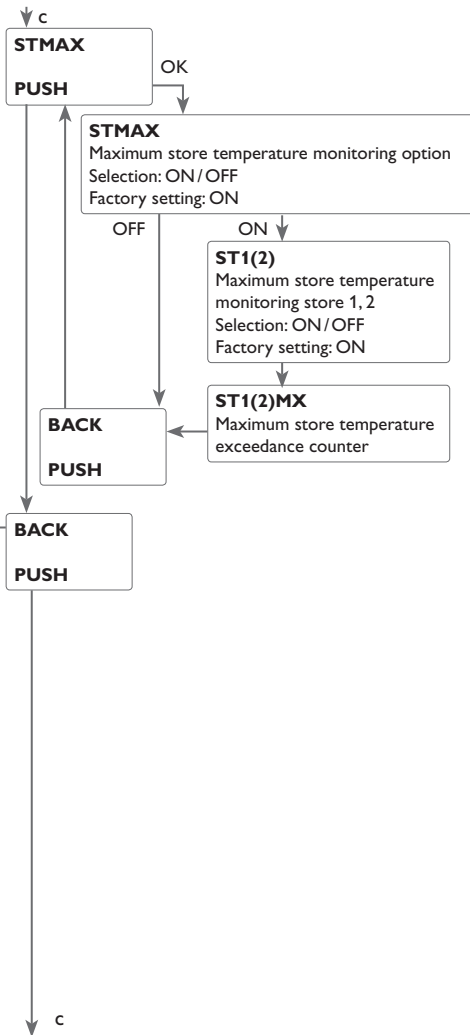 C
STMAX
PUSH
OK
STMAX
Maximum store temperature monitoring option
Selection: ON / OFF
Factory setting: ON
OFF
ON
ST1(2)
Maximum store temperature
monitoring store 1, 2
Selection: ON / OFF
Factory setting: ON
ST1(2)MX
Maximum store temperature
exceedance counter
BACK
PUSH
BACK
PUSH
C